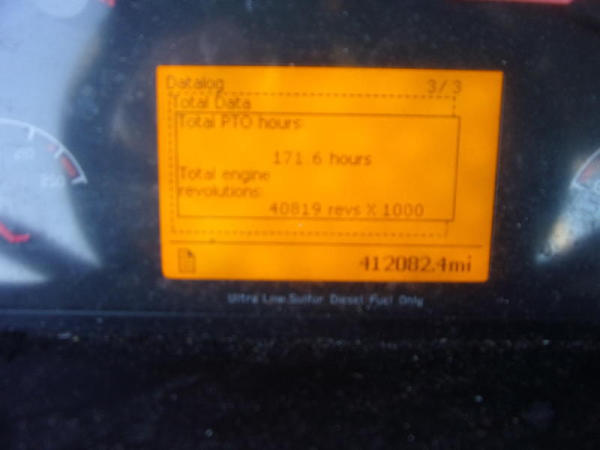 Datalog 3/3
Total Data
Total PTO hours:
171.6 hours
Total engine
revolutions:
40819 revs X 1000
412082.4mi
Ultra Low Sulfur Diesel Fuel Only